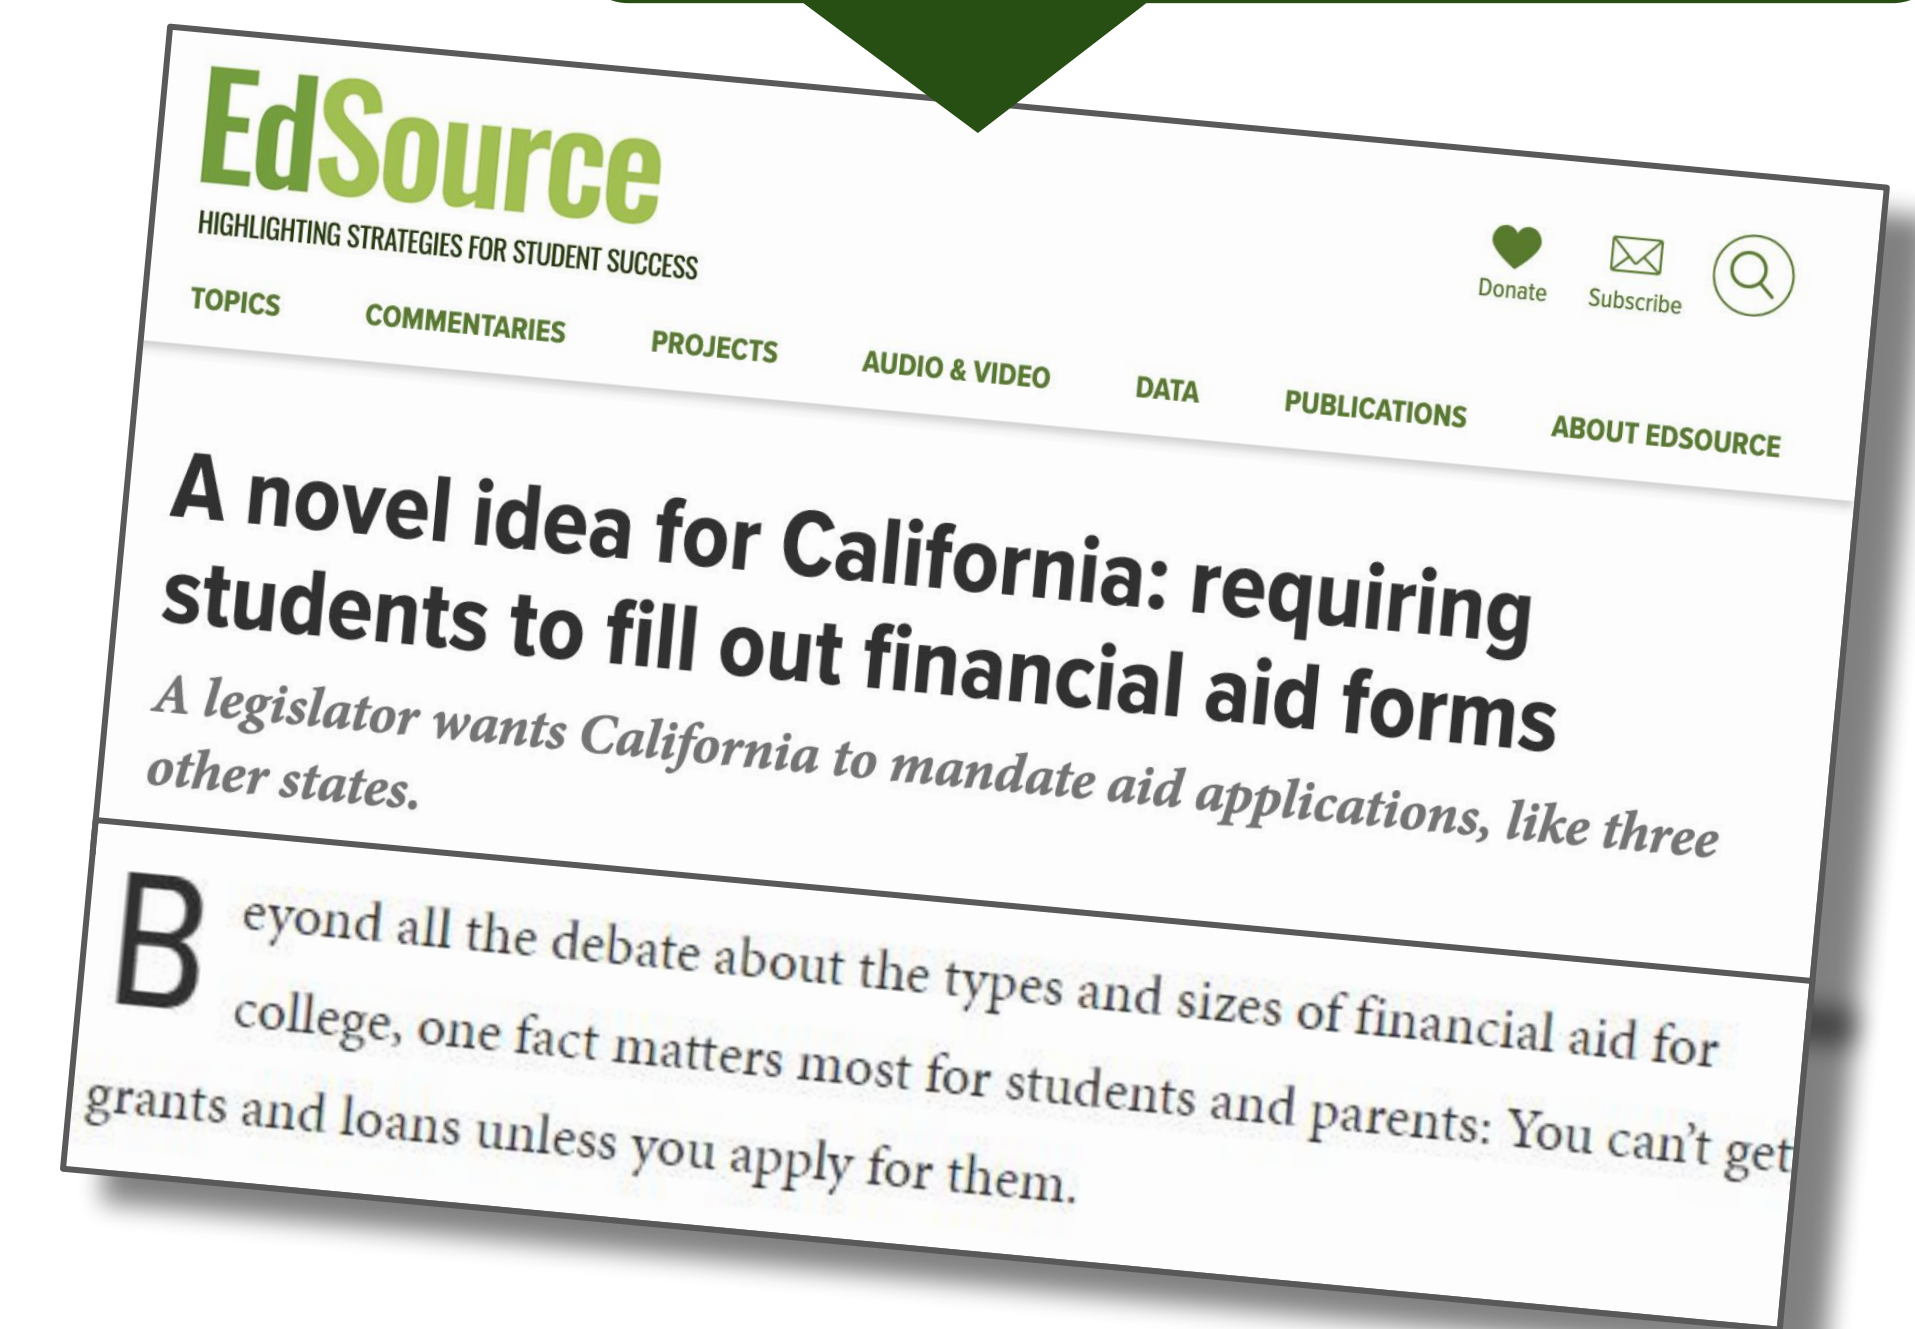 EdSource
HIGHLIGHTING STRATEGIES FOR STUDENT SUCCESS
Donate
Subscribe
TOPICS COMMENTARIES PROJECTS AUDIO & VIDEO DATA PUBLICATIONS ABOUT EDSOURCE
A novel idea for California: requiring
students to fill out financial aid forms
A legislator wants California to mandate aid applications, like three
other states.
Beyond all the debate about the types and sizes of financial aid for
college, one fact matters most for students and parents: You can’t get
grants and loans unless you apply for them.